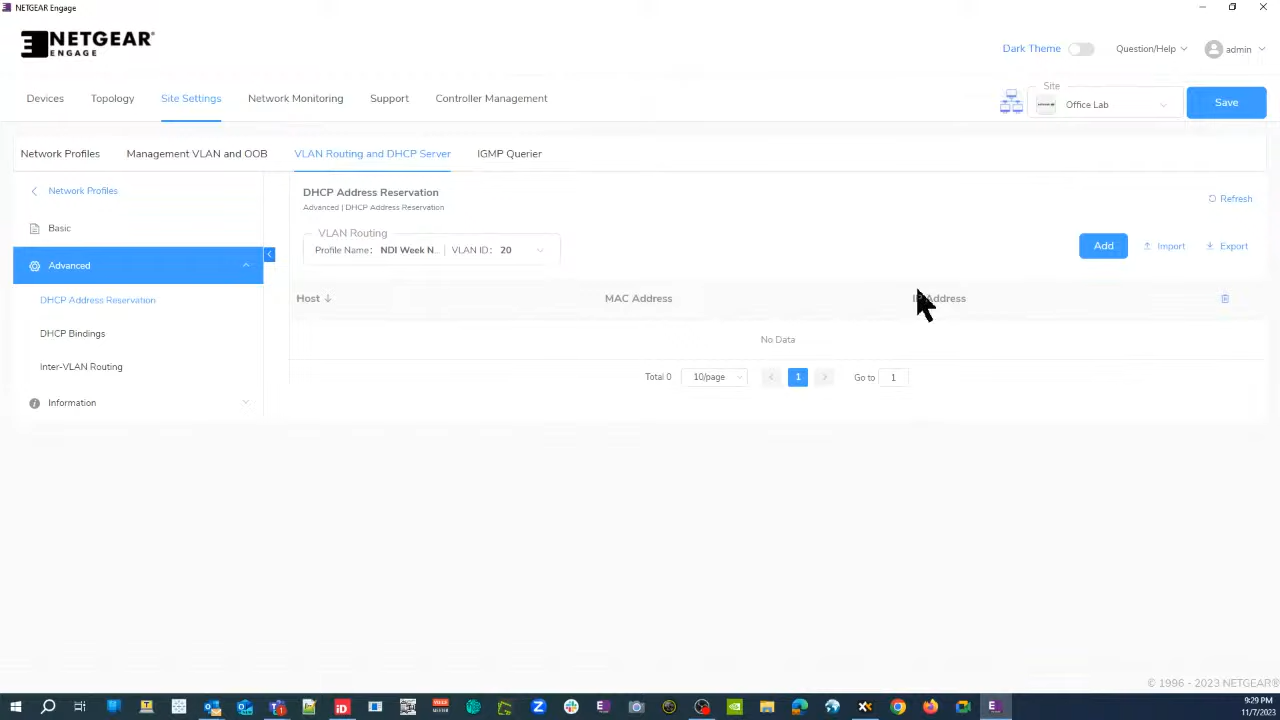 NETGEAR Engage
NETGEAR®
ENGAGE
Dark Theme
Question/Help
admin
Devices
Topology
Site Settings
Network Monitoring
Support
Controller Management
Site
Office Lab
Save
Network Profiles
Management VLAN and OOB
VLAN Routing and DHCP Server
IGMP Querier
Network Profiles
Basic
Advanced
DHCP Address Reservation
DHCP Bindings
Inter-VLAN Routing
Information
DHCP Address Reservation
Advanced | DHCP Address Reservation
Refresh
VLAN Routing
Profile Name: NDI Week N... | VLAN ID: 20
Add
Import
Export
Host
MAC Address
IP Address
No Data
Total 0
10/page
1
Go to
1
© 1996 - 2023 NETGEAR®
9:29 PM
11/7/2023